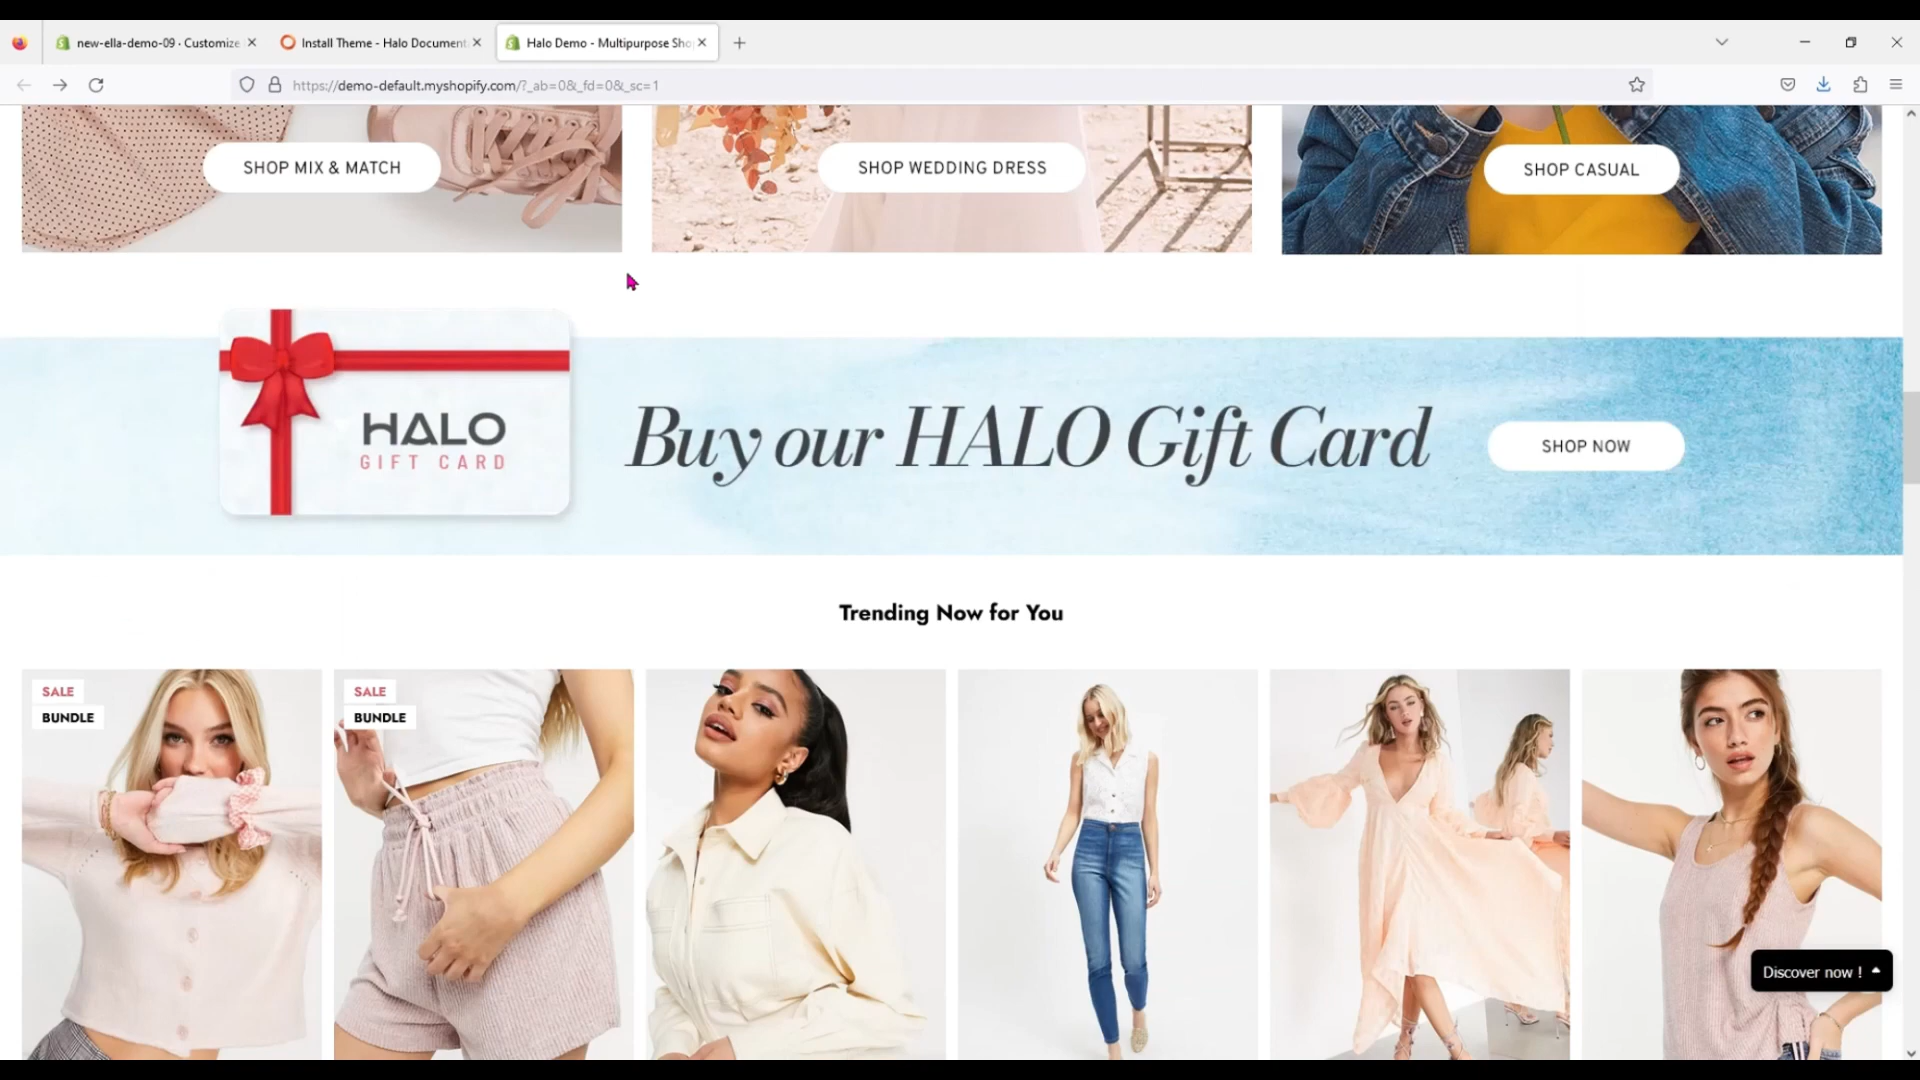 new-ella-demo-09 · Customize
Install Theme - Halo Document
Halo Demo - Multipurpose Sho
https://demo-default.myshopify.com/?_ab=0&_fd=0&_sc=1
SHOP MIX & MATCH
SHOP WEDDING DRESS
SHOP CASUAL
HALO
GIFT CARD
Buy our HALO Gift Card
SHOP NOW
Trending Now for You
SALE
BUNDLE
SALE
BUNDLE
Discover now !